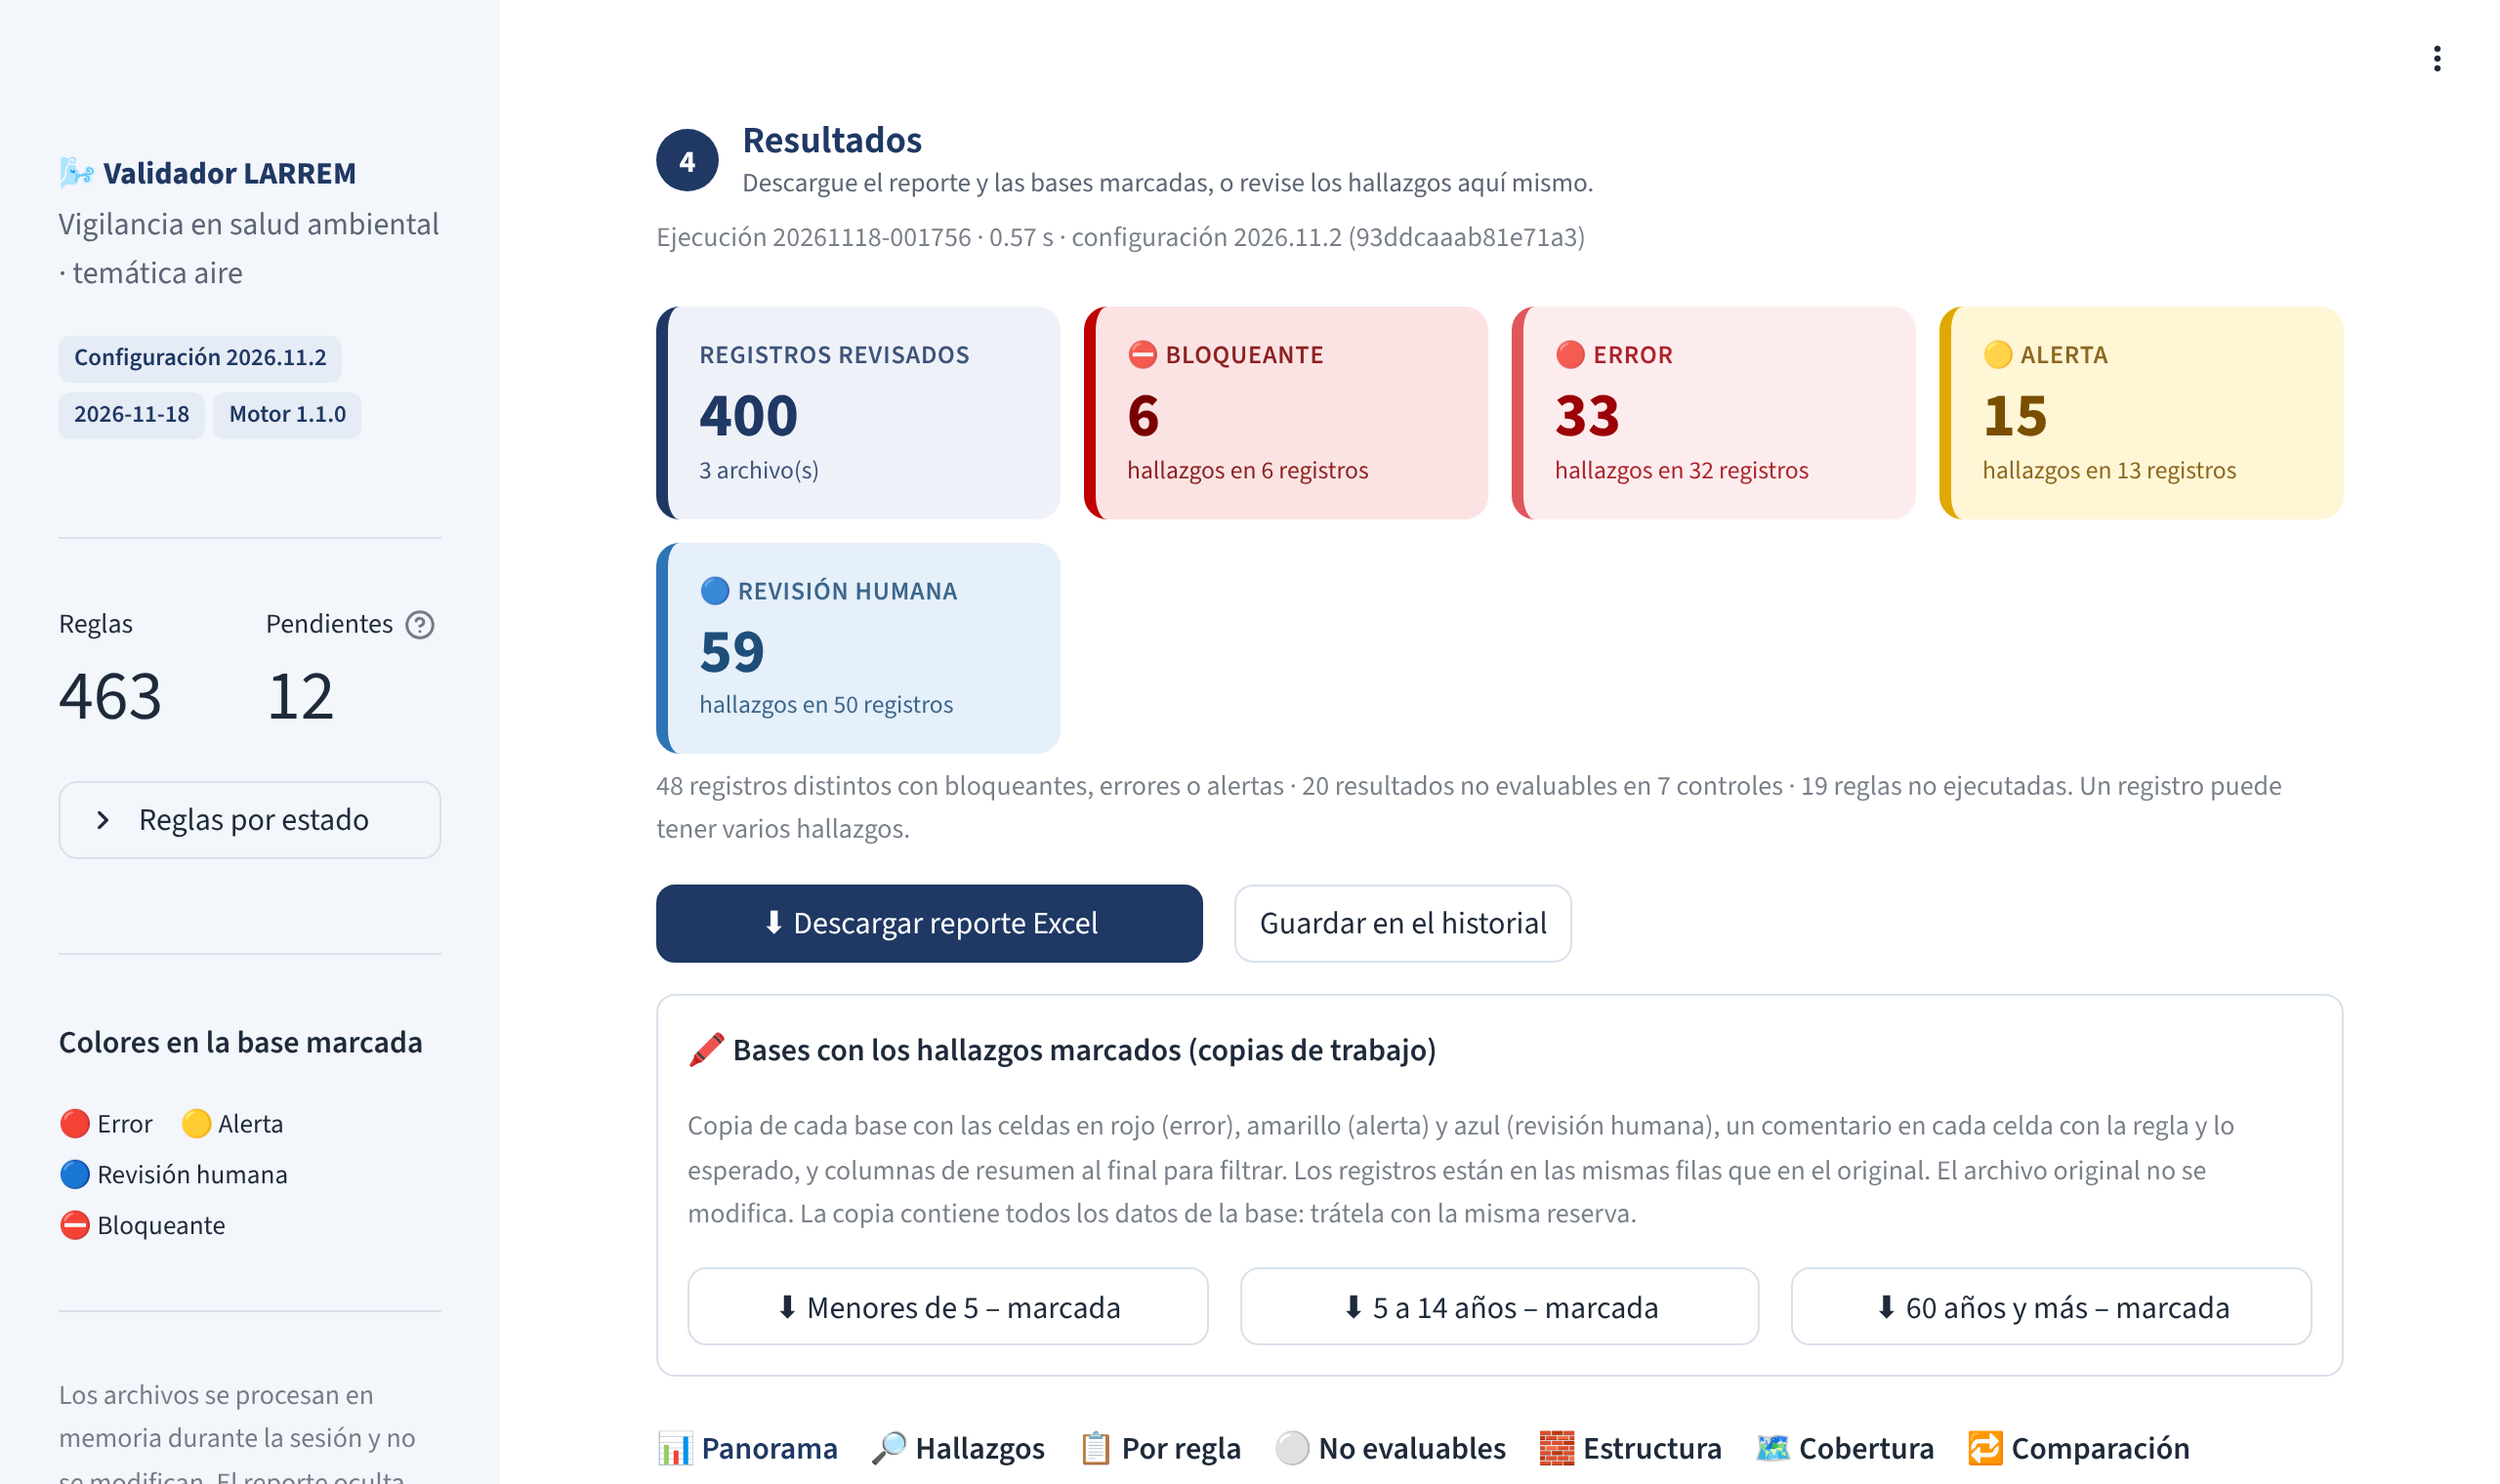 Validador LARREM
Vigilancia en salud ambiental
· temática aire
Configuración 2026.11.2
2026-11-18
Motor 1.1.0
Reglas
Pendientes
463
12
Reglas por estado
Colores en la base marcada
Error
Alerta
Revisión humana
Bloqueante
Los archivos se procesan en
memoria durante la sesión y no
se modifican. El reporte oculta
4
Resultados
Descargue el reporte y las bases marcadas, o revise los hallazgos aquí mismo.
Ejecución 20261118-001756 · 0.57 s · configuración 2026.11.2 (93ddcaaab81e71a3)
REGISTROS REVISADOS
400
3 archivo(s)
BLOQUEANTE
6
hallazgos en 6 registros
ERROR
33
hallazgos en 32 registros
ALERTA
15
hallazgos en 13 registros
REVISIÓN HUMANA
59
hallazgos en 50 registros
48 registros distintos con bloqueantes, errores o alertas · 20 resultados no evaluables en 7 controles · 19 reglas no ejecutadas. Un registro puede
tener varios hallazgos.
⬇ Descargar reporte Excel
Guardar en el historial
Bases con los hallazgos marcados (copias de trabajo)
Copia de cada base con las celdas en rojo (error), amarillo (alerta) y azul (revisión humana), un comentario en cada celda con la regla y lo
esperado, y columnas de resumen al final para filtrar. Los registros están en las mismas filas que en el original. El archivo original no se
modifica. La copia contiene todos los datos de la base: trátela con la misma reserva.
⬇ Menores de 5 – marcada
⬇ 5 a 14 años – marcada
⬇ 60 años y más – marcada
Panorama
Hallazgos
Por regla
No evaluables
Estructura
Cobertura
Comparación